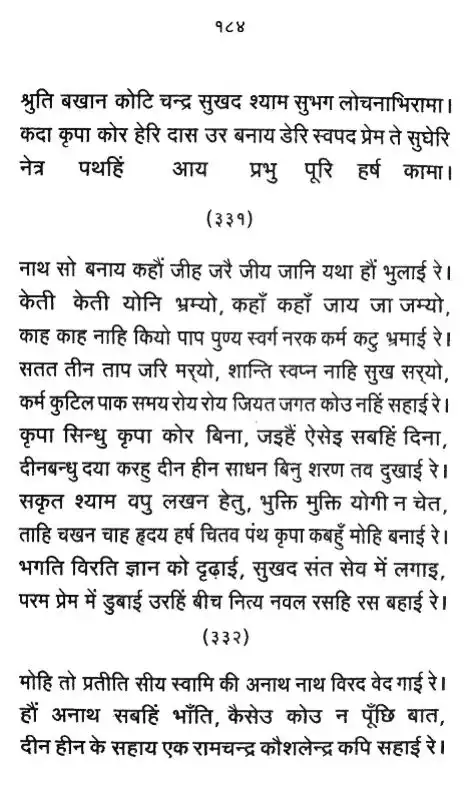 १८४
श्रुति बखान कोटि चन्द्र सुखद श्याम सुभग लोचनाभिरामा।
कदा कृपा कोर हेरि दास उर बनाय डेरि स्वपद प्रेम ते सुघेरि
नेत्र पथहिं आय प्रभु पूरि हर्ष कामा।
(३३१)
नाथ सो बनाय कहौं जीह जरै जीय जानि यथा हौं भुलाई रे।
केती केती योनि भ्रम्यो, कहाँ कहाँ जाय जा जम्यो,
काह काह नाहि कियो पाप पुण्य स्वर्ग नरक कर्म कटु भ्रमाई रे।
सतत तीन ताप जरि मर्‌यो, शान्ति स्वप्न नाहि सुख सर्‌यो,
कर्म कुटिल पाक समय रोय रोय जियत जगत कोउ नहिं सहाई रे।
कृपा सिन्धु कृपा कोर बिना, जइहैं ऐसेइ सबहिं दिना,
दीनबन्धु दया करहु दीन हीन साधन बिनु शरण तव दुखाई रे।
सकृत श्याम वपु लखन हेतु, भुक्ति मुक्ति योगी न चेत,
ताहि चखन चाह हृदय हर्ष चितव पंथ कृपा कबहुँ मोहि बनाई रे।
भगति विरति ज्ञान को दृढ़ाई, सुखद संत सेव में लगाइ,
परम प्रेम में डुबाई उरहिं बीच नित्य नवल रसहि रस बहाई रे।
(३३२)
मोहि तो प्रतीति सीय स्वामि की अनाथ नाथ विरद वेद गाई रे।
हौं अनाथ सबहिं भाँति, कैसेउ कोउ न पूँछि बात,
दीन हीन के सहाय एक रामचन्द्र कौशलेन्द्र कपि सहाई रे।